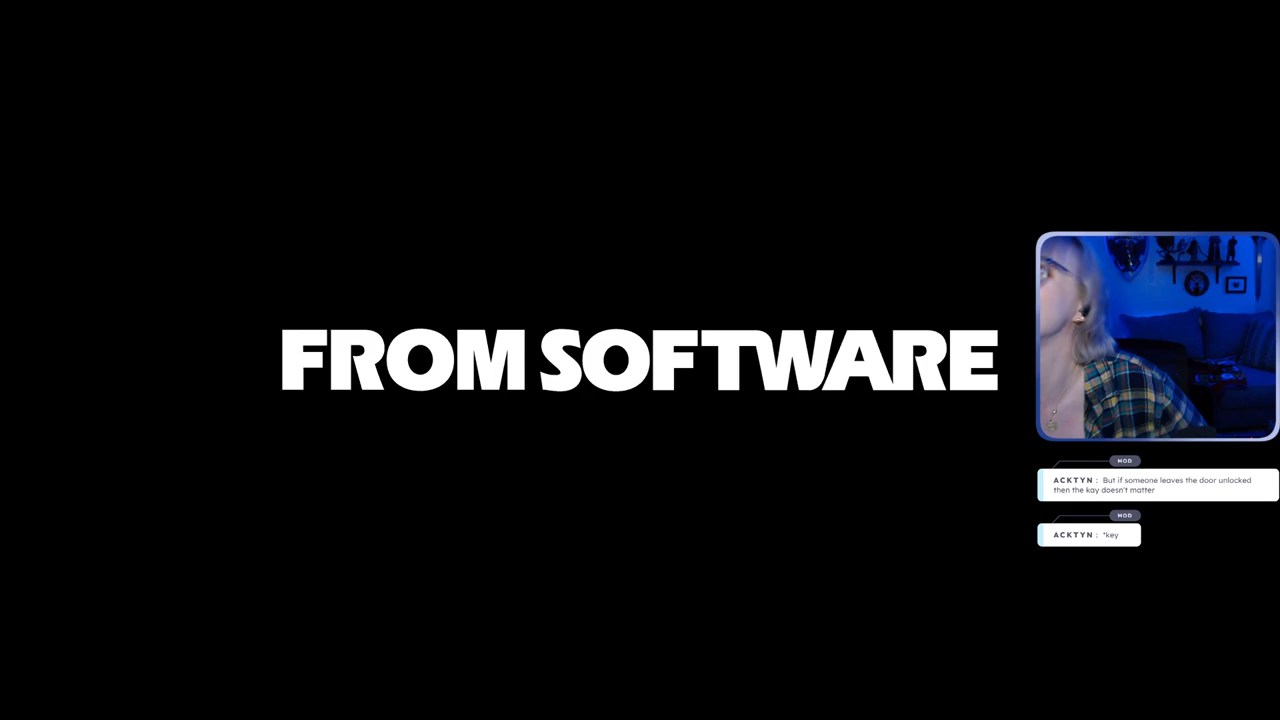 FROM SOFTWARE
MOD
ACKTYN : But if someone leaves the door unlocked
then the kay doesn't matter
MOD
ACKTYN : *key